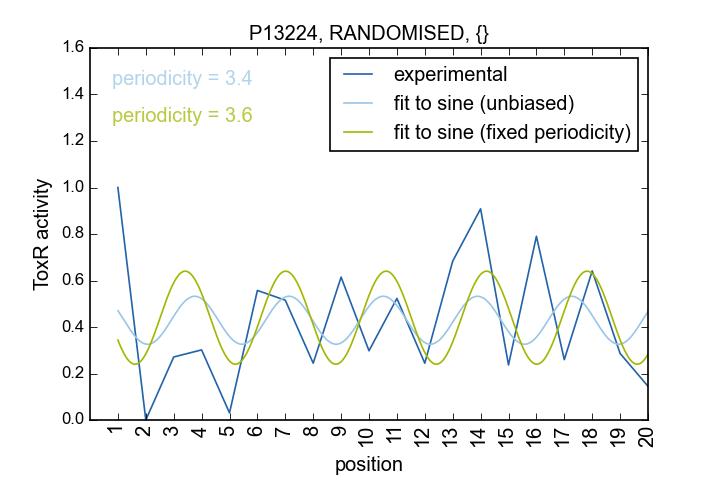 P13224, RANDOMISED, {}
1.6
1.4
1.2
1.0
0.8
0.6
0.4
0.2
0.0
ToxR activity
periodicity = 3.4
periodicity = 3.6
experimental
fit to sine (unbiased)
fit to sine (fixed periodicity)
1 2 3 4 5 6 7 8 9 10 11 12 13 14 15 16 17 18 19 20
position